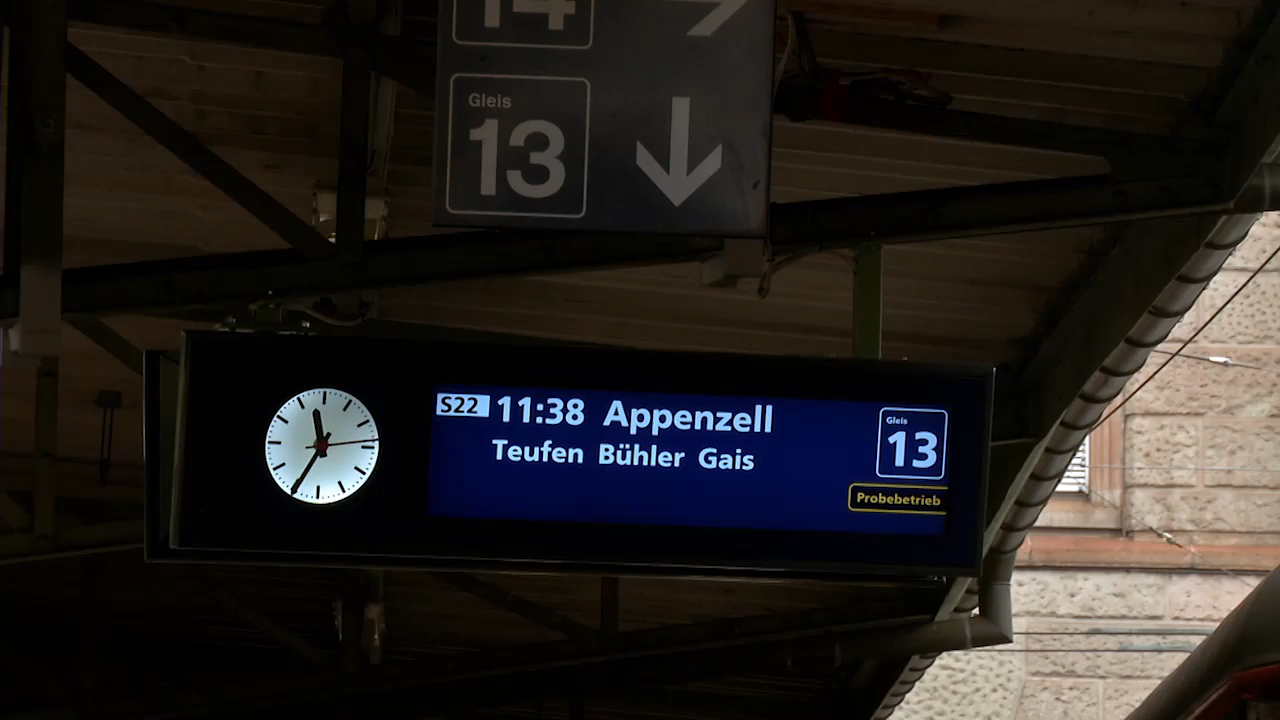 14
Gleis
13
S22 11:38 Appenzell
Teufen Bühler Gais
Gleis
13
Probebetrieb